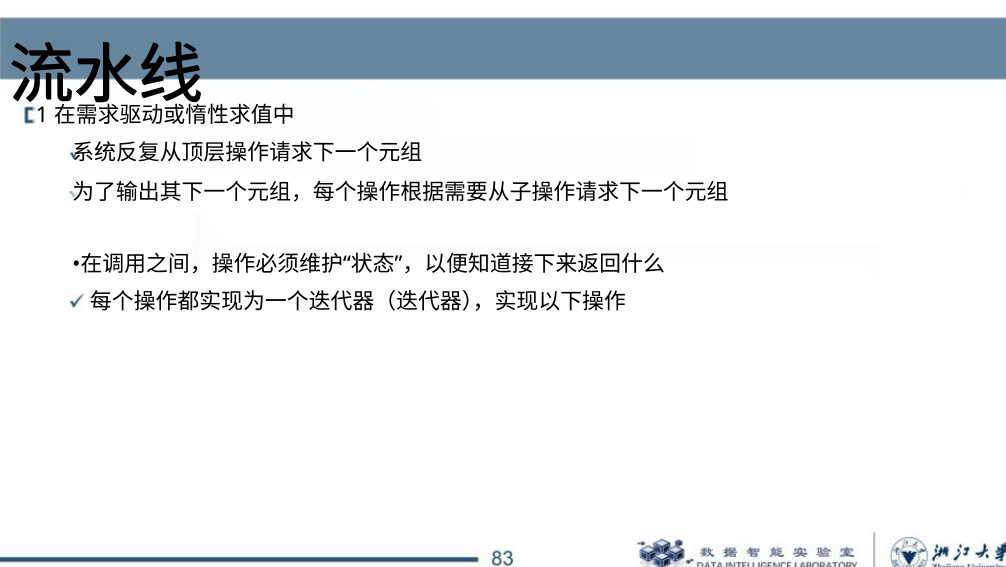 流水线
1 在需求驱动或惰性求值中
系统反复从顶层操作请求下一个元组
为了输出其下一个元组，每个操作根据需要从子操作请求下一个元组
•在调用之间，操作必须维护“状态”，以便知道接下来返回什么
✓ 每个操作都实现为一个迭代器（迭代器），实现以下操作
83
数据智能实验室
DATA INTELLIGENCE LABORATORY
浙江大学
Zhejiang University